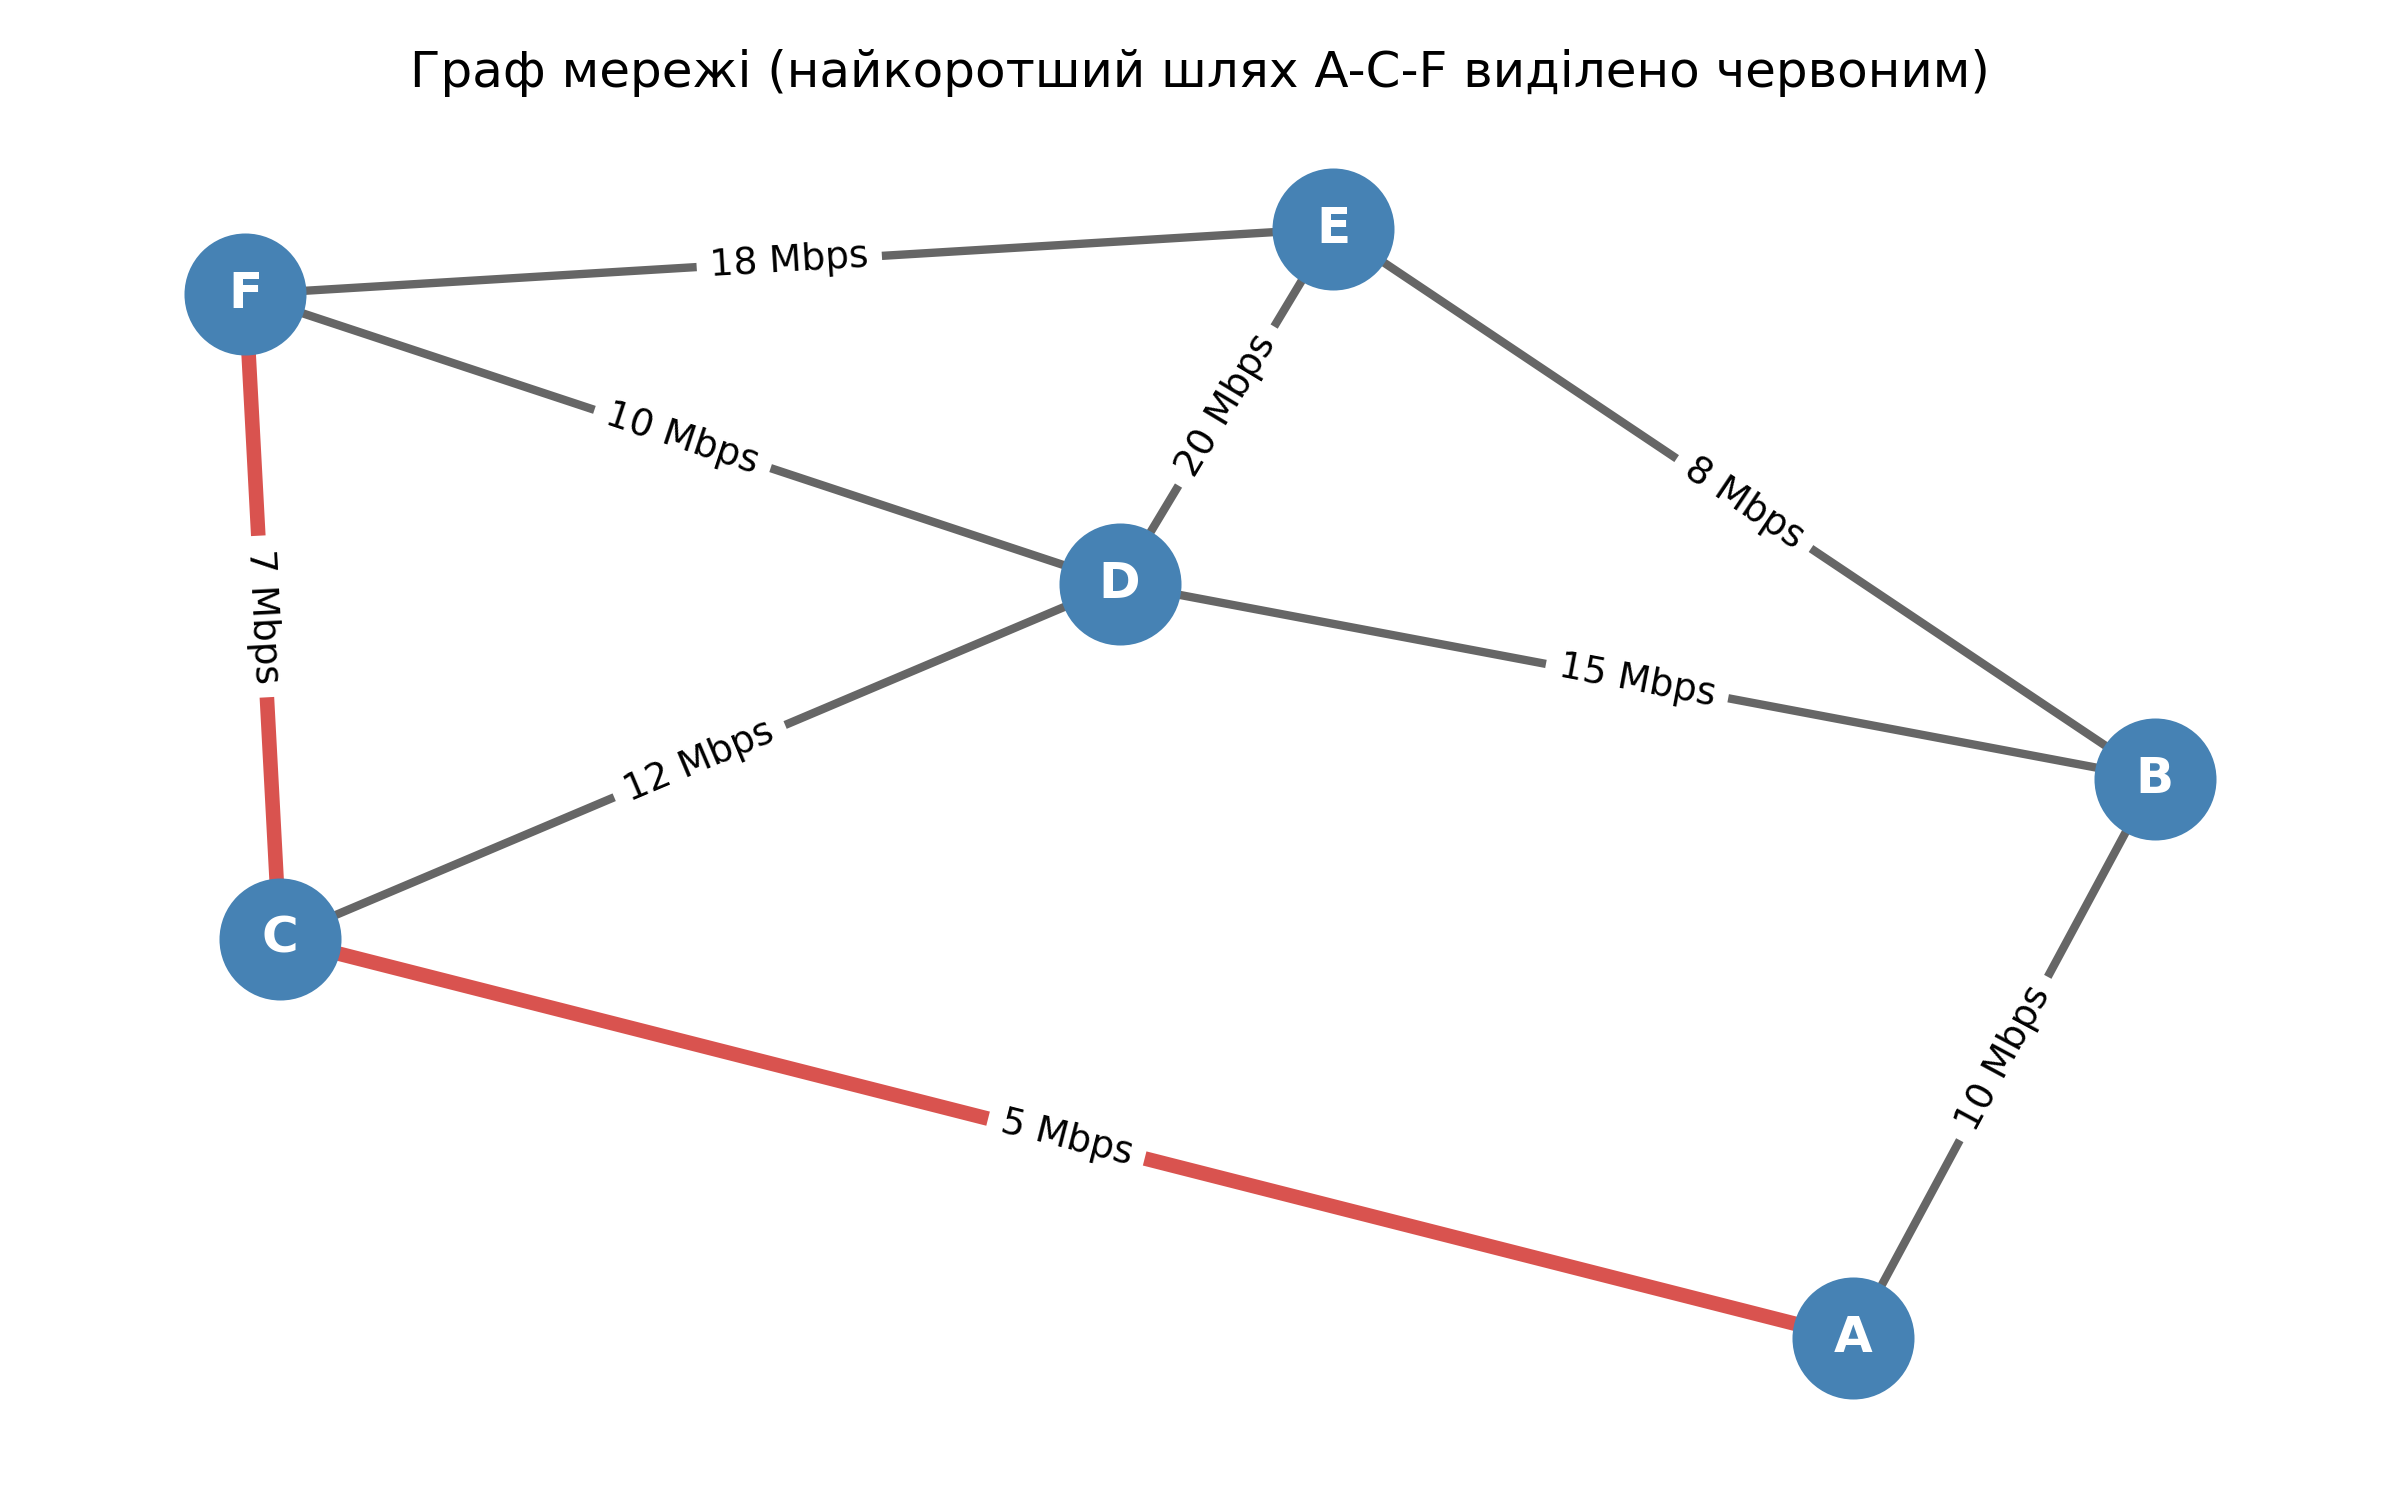 Граф мережі (найкоротший шлях A-C-F виділено червоним)
E
F
18 Mbps
20 Mbps
10 Mbps
8 Mbps
7 Mbps
D
15 Mbps
12 Mbps
B
C
10 Mbps
5 Mbps
A